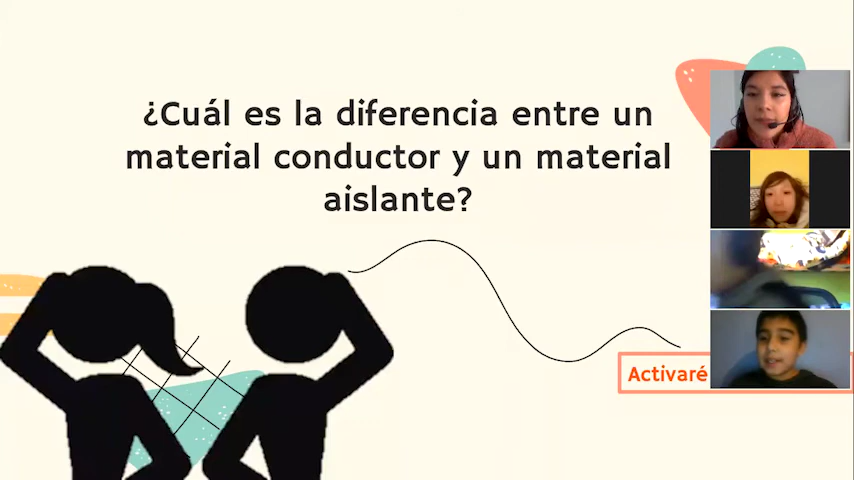 ¿Cuál es la diferencia entre un
material conductor y un material
aislante?
Activaré